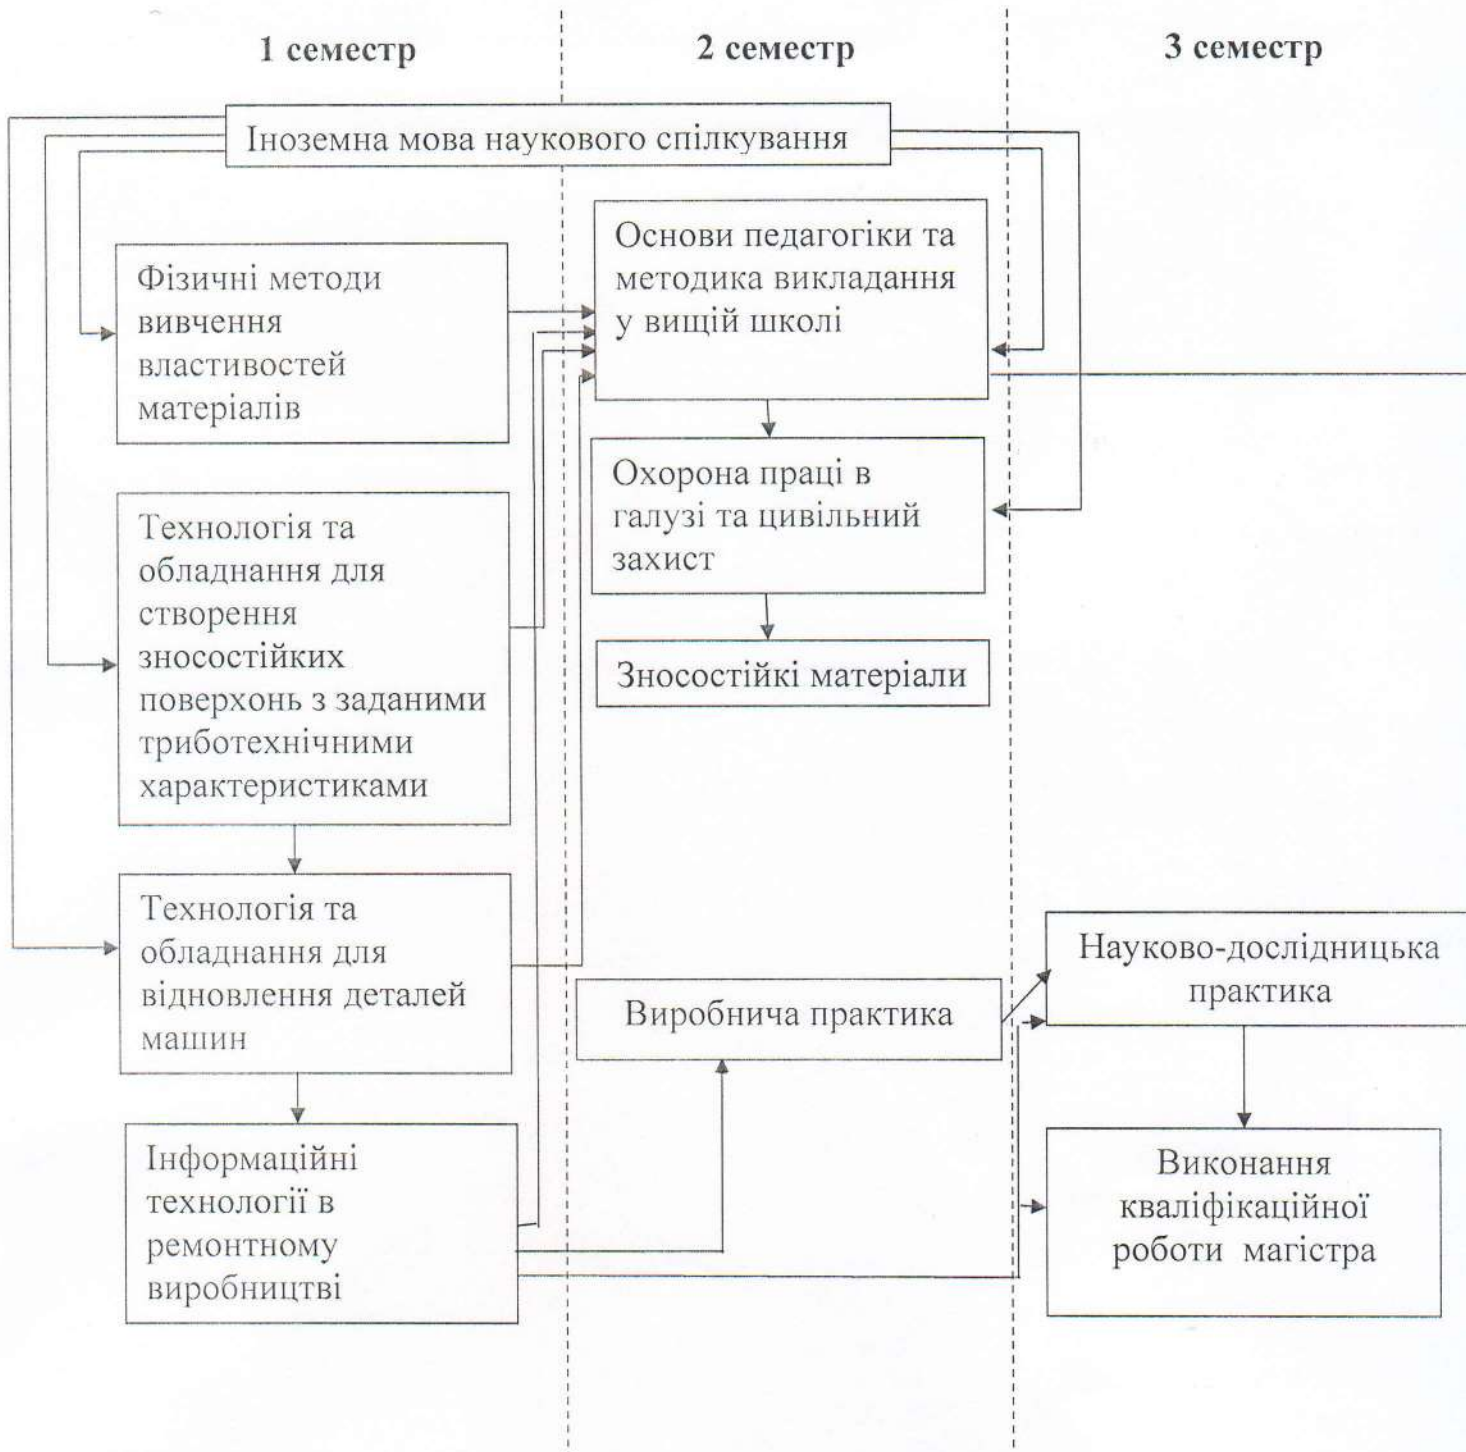 1 семестр
2 семестр
3 семестр
Іноземна мова наукового спілкування
Фізичні методи
вивчення
властивостей
матеріалів
Технологія та
обладнання для
створення
зносостійких
поверхонь з заданими
триботехнічними
характеристиками
Технологія та
обладнання для
відновлення деталей
машин
Інформаційні
технології в
ремонтному
виробництві
Основи педагогіки та
методика викладання
у вищій школі
Охорона праці в
галузі та цивільний
захист
Зносостійкі матеріали
Виробнича практика
Науково-дослідницька
практика
Виконання
кваліфікаційної
роботи магістра